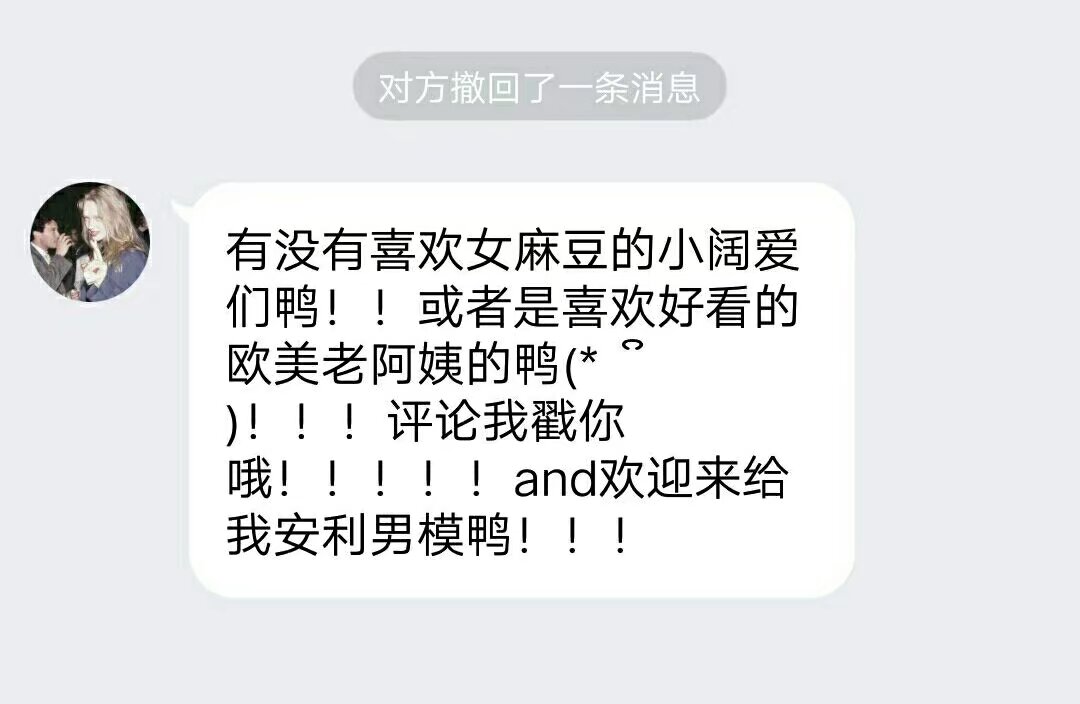 对方撤回了一条消息
有没有喜欢女麻豆的小阔爱
们鸭！！或者是喜欢好看的
欧美老阿姨的鸭(* ྀ
)！！！评论我戳你
哦！！！！！and欢迎来给
我安利男模鸭！！！